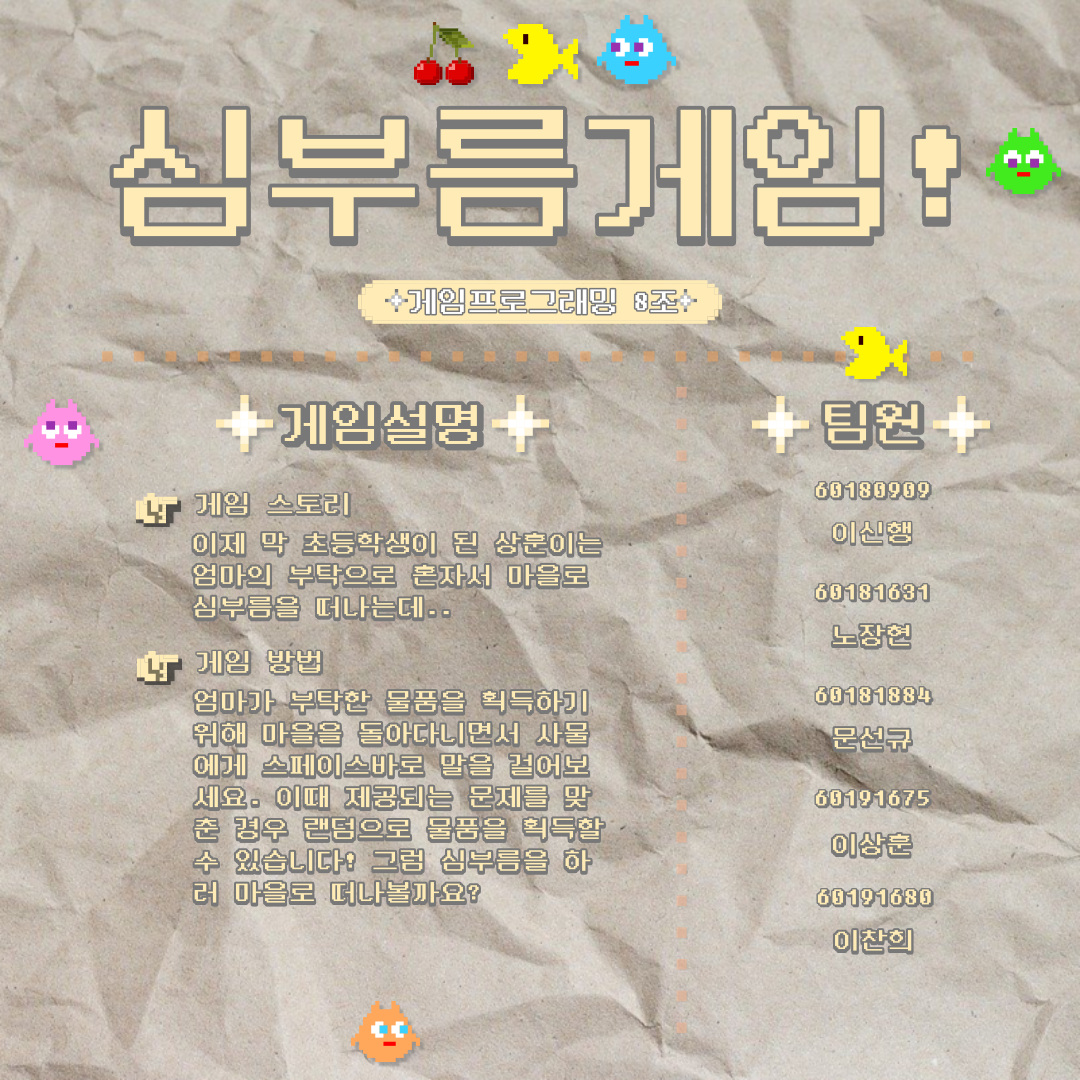 심부름게임!
게임프로그래밍 8조
게임설명
게임 스토리
이제 막 초등학생이 된 상훈이는
엄마의 부탁으로 혼자서 마을로
심부름을 떠나는데..
게임 방법
엄마가 부탁한 물품을 획득하기
위해 마을을 돌아다니면서 사물
에게 스페이스바로 말을 걸어보
세요. 이때 제공되는 문제를 맞
춘 경우 랜덤으로 물품을 획득할
수 있습니다! 그럼 심부름을 하
러 마을로 떠나볼까요?
팀원
60180909
이신행
60181631
노장현
60181884
문선규
60191675
이상훈
60191680
이찬희